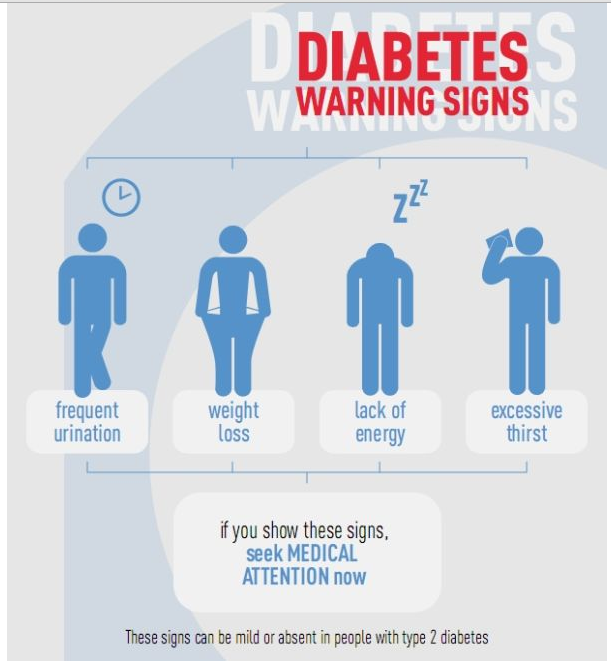 DIABETES
WARNING SIGNS
DIABETES
WARNING SIGNS
zzz
frequent
urination
weight
loss
lack of
energy
excessive
thirst
if you show these signs,
seek MEDICAL
ATTENTION now
These signs can be mild or absent in people with type 2 diabetes